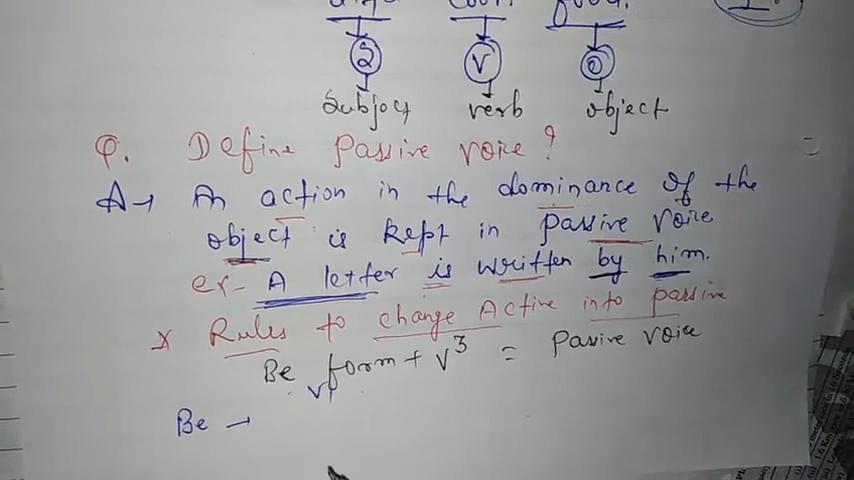 S V O
Subject verb object
Q. Define Passive Voice?
A→ An action in the dominance of the
object is kept in passive Voice
ex- A letter is written by him.
x Rules to change Active into passive
Be form + V³ = Passive Voice
Be →